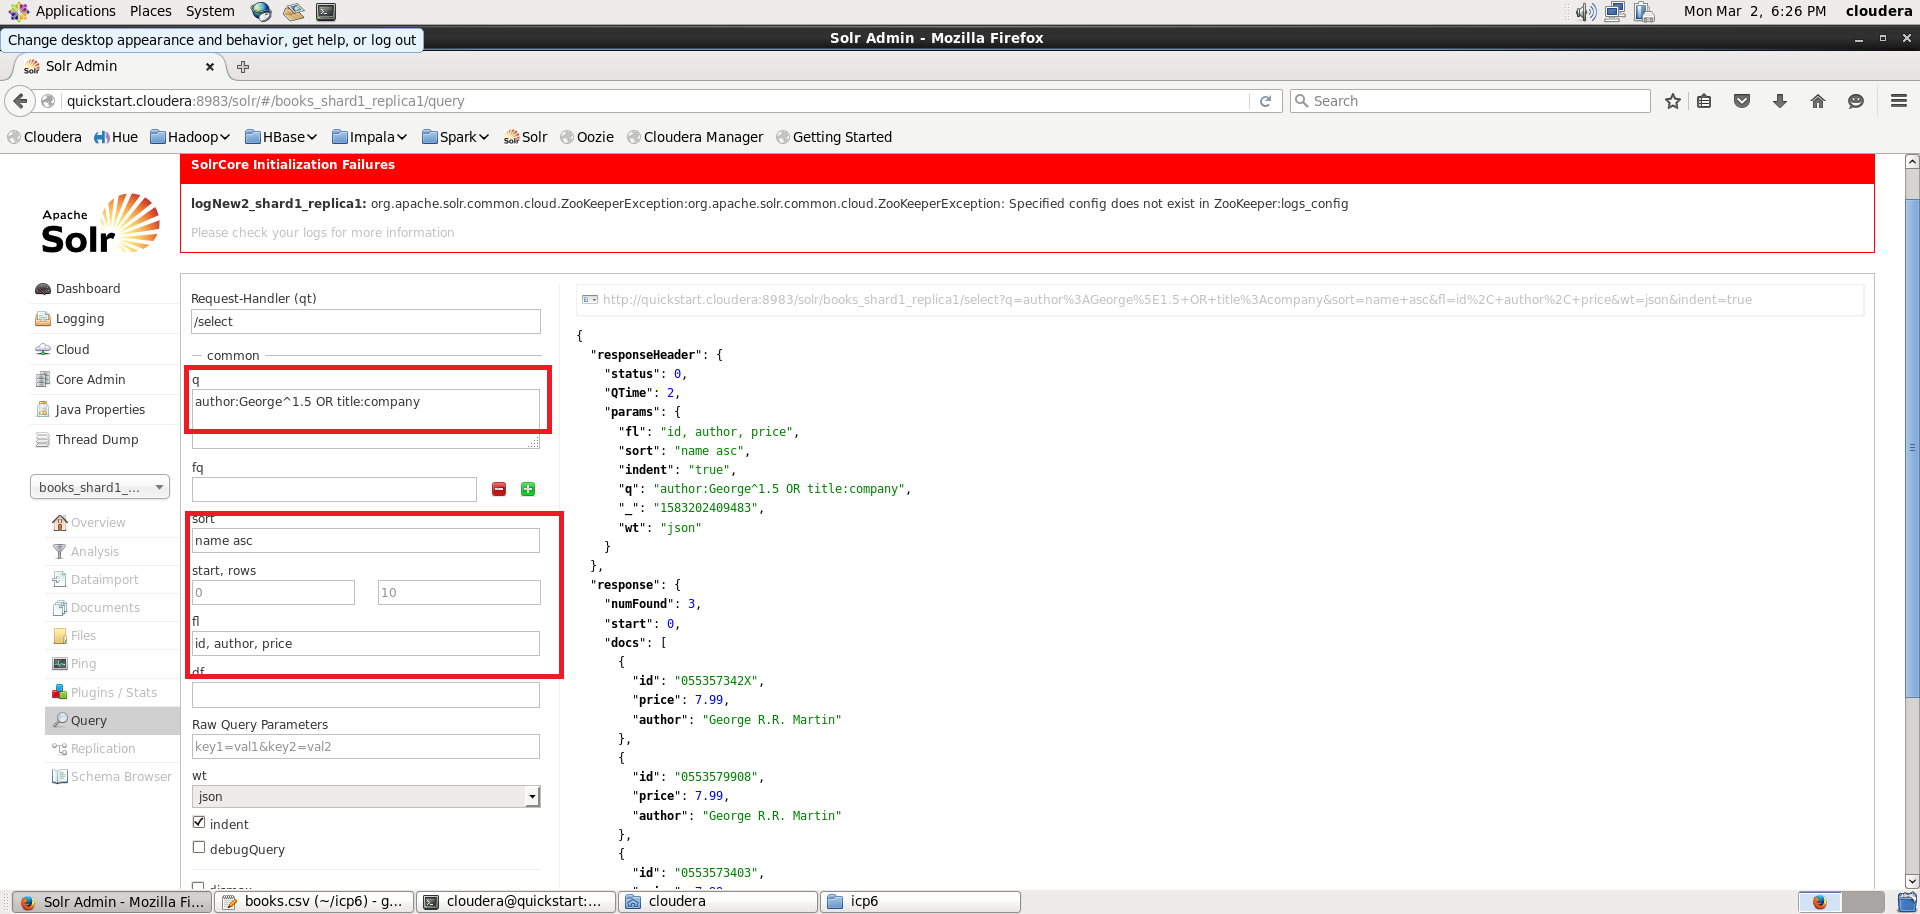 Applications Places System Mon Mar 2, 6:26 PM cloudera
Change desktop appearance and behavior, get help, or log out
Solr Admin - Mozilla Firefox
Solr Solr Admin
quickstart.cloudera:8983/solr/#/books_shard1_replica1/query Search
Cloudera Hue Hadoop HBase Impala Spark Solr Solr Oozie Cloudera Manager Getting Started
SolrCore Initialization Failures
logNew2_shard1_replica1: org.apache.solr.common.cloud.ZooKeeperException:org.apache.solr.common.cloud.ZooKeeperException: Specified config does not exist in ZooKeeper:logs_config
Please check your logs for more information
Apache
Solr
Dashboard
Logging
Cloud
Core Admin
Java Properties
Thread Dump
books_shard1_...
Overview
Analysis
Dataimport
Documents
Files
Ping
Plugins / Stats
Query
Replication
Schema Browser
Request-Handler (qt)
/select
common
q
author:George^1.5 OR title:company
fq
sort
name asc
start, rows
0 10
fl
id, author, price
df
Raw Query Parameters
key1=val1&key2=val2
wt
json
indent
debugQuery
http://quickstart.cloudera:8983/solr/books_shard1_replica1/select?q=author%3AGeorge%5E1.5+OR+title%3Acompany&sort=name+asc&fl=id%2C+author%2C+price&wt=json&indent=true
{
"responseHeader": {
"status": 0,
"QTime": 2,
"params": {
"fl": "id, author, price",
"sort": "name asc",
"indent": "true",
"q": "author:George^1.5 OR title:company",
"_": "1583202409483",
"wt": "json"
}
},
"response": {
"numFound": 3,
"start": 0,
"docs": [
{
"id": "055357342X",
"price": 7.99,
"author": "George R.R. Martin"
},
{
"id": "0553579908",
"price": 7.99,
"author": "George R.R. Martin"
},
{
"id": "0553573403",
Solr Admin - Mozilla Fi... books.csv (~/icp6) - g... cloudera@quickstart:... cloudera icp6